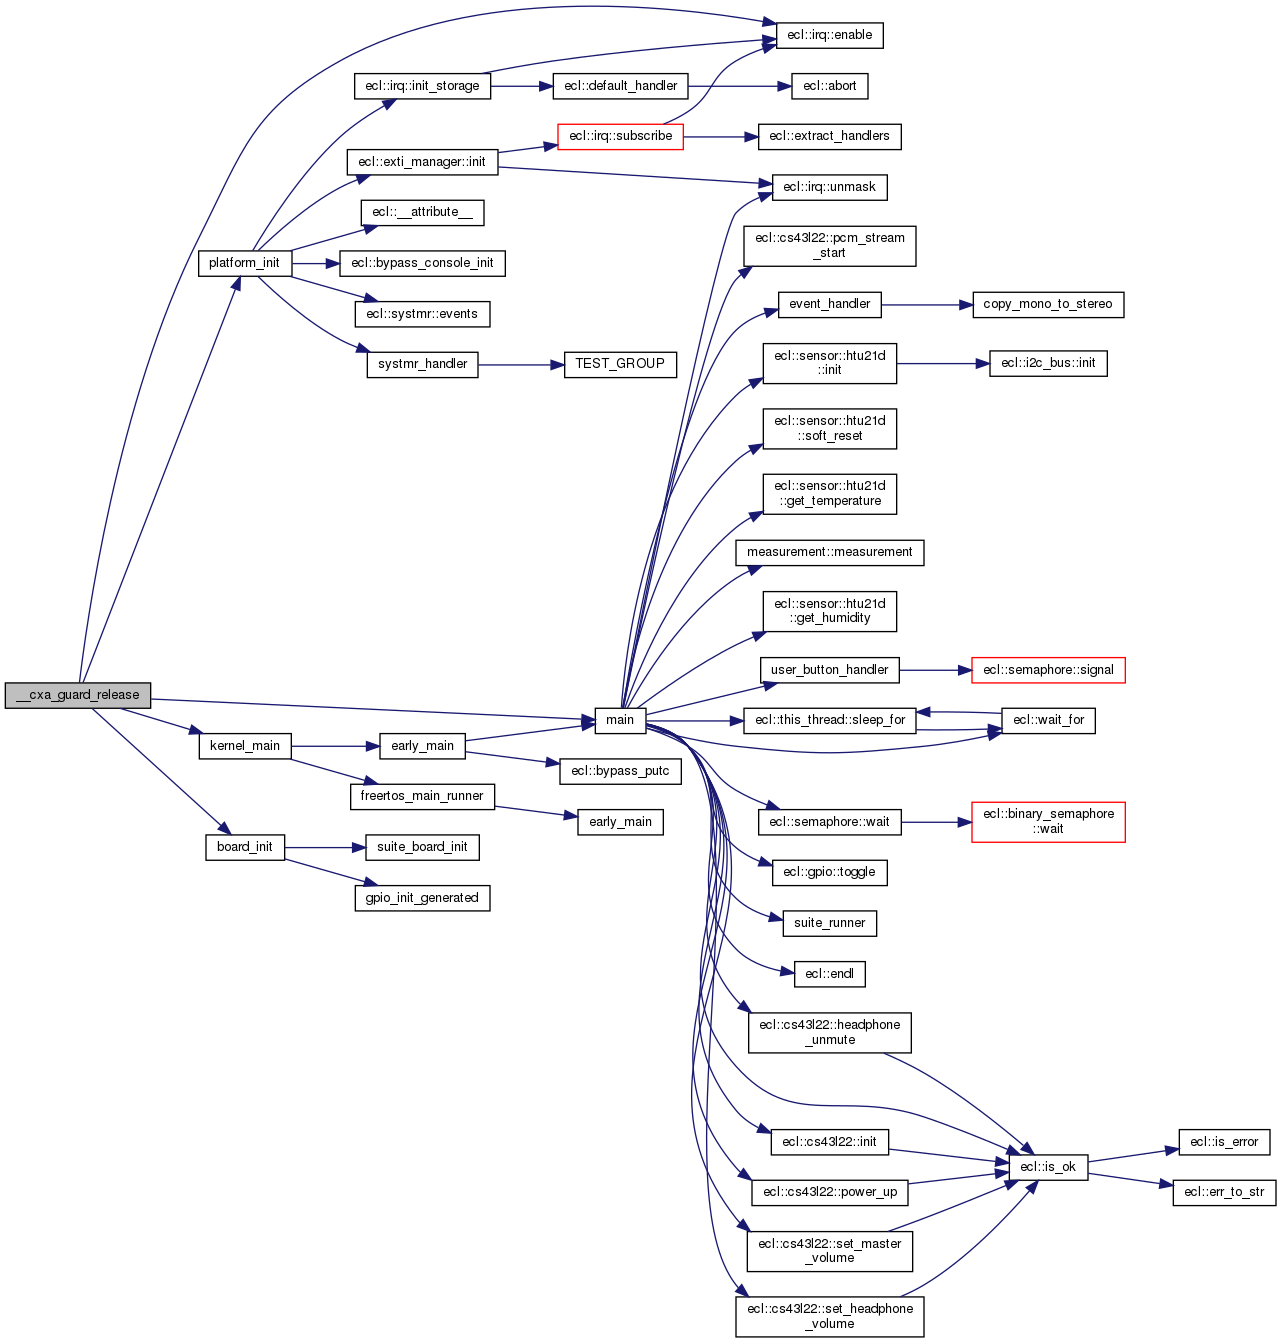 ecl::irq::enable
ecl::irq::init_storage
ecl::default_handler
ecl::abort
ecl::irq::subscribe
ecl::extract_handlers
ecl::exti_manager::init
ecl::irq::unmask
ecl::__attribute__
ecl::cs43l22::pcm_stream
_start
platform_init
ecl::bypass_console_init
ecl::systmr::events
event_handler
copy_mono_to_stereo
systmr_handler
TEST_GROUP
ecl::sensor::htu21d
::init
ecl::i2c_bus::init
ecl::sensor::htu21d
::soft_reset
ecl::sensor::htu21d
::get_temperature
measurement::measurement
ecl::sensor::htu21d
::get_humidity
user_button_handler
ecl::semaphore::signal
__cxa_guard_release
main
ecl::this_thread::sleep_for
ecl::wait_for
kernel_main
early_main
ecl::bypass_putc
freertos_main_runner
early_main
ecl::semaphore::wait
ecl::binary_semaphore
::wait
board_init
suite_board_init
ecl::gpio::toggle
gpio_init_generated
suite_runner
ecl::endl
ecl::cs43l22::headphone
_unmute
ecl::cs43l22::init
ecl::is_ok
ecl::is_error
ecl::cs43l22::power_up
ecl::err_to_str
ecl::cs43l22::set_master
_volume
ecl::cs43l22::set_headphone
_volume